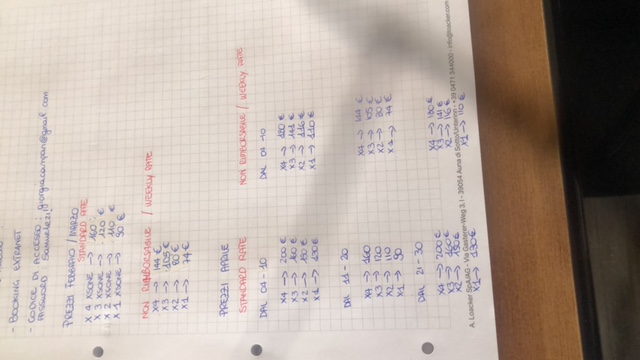 - BOOKING EXTRANET
- CODICE DI ACCESSO : giorgiacampan@gmail.com
PASSWORD Samuele21,
PREZZI FEBBRAIO / MARZO
STANDARD RATE
X 4 XSONE → 160
X 3 XSONE → 120 €
X 2 XSONE → 110 €
X 1 XSONE → 90 €
NON RIMBORSABILE / WEEKLY RATE
X4 → 144 €
X3 → 105 €
X2 → 80 €
X1 → 74 €
PREZZI APRILE
STANDARD RATE NON RIMBORSABILE / WEEKLY RATE
DAL 04-10 DAL 04-10
X4 → 200 € X4 → 180 €
X3 → 160 € X3 → 141 €
X2 → 150 € X2 → 116 €
X1 → 130 € X1 → 110 €
DAL 11-20
X4 → 160 X4 → 144 €
X3 → 120 X3 → 105 €
X2 → 110 X2 → 80 €
X1 → 90 X1 → 74 €
DAL 21-30
X4 → 200 € X4 → 180 €
X3 → 160 € X3 → 141 €
X2 → 150 € X2 → 116 €
A. Loacker SpA/AG - Via Gasterer-Weg 3, I - 39054 Auna di Sotto/Unterinn - +39 0471 344000 - info@loacker.com
X1 → 130 € X1 → 110 €